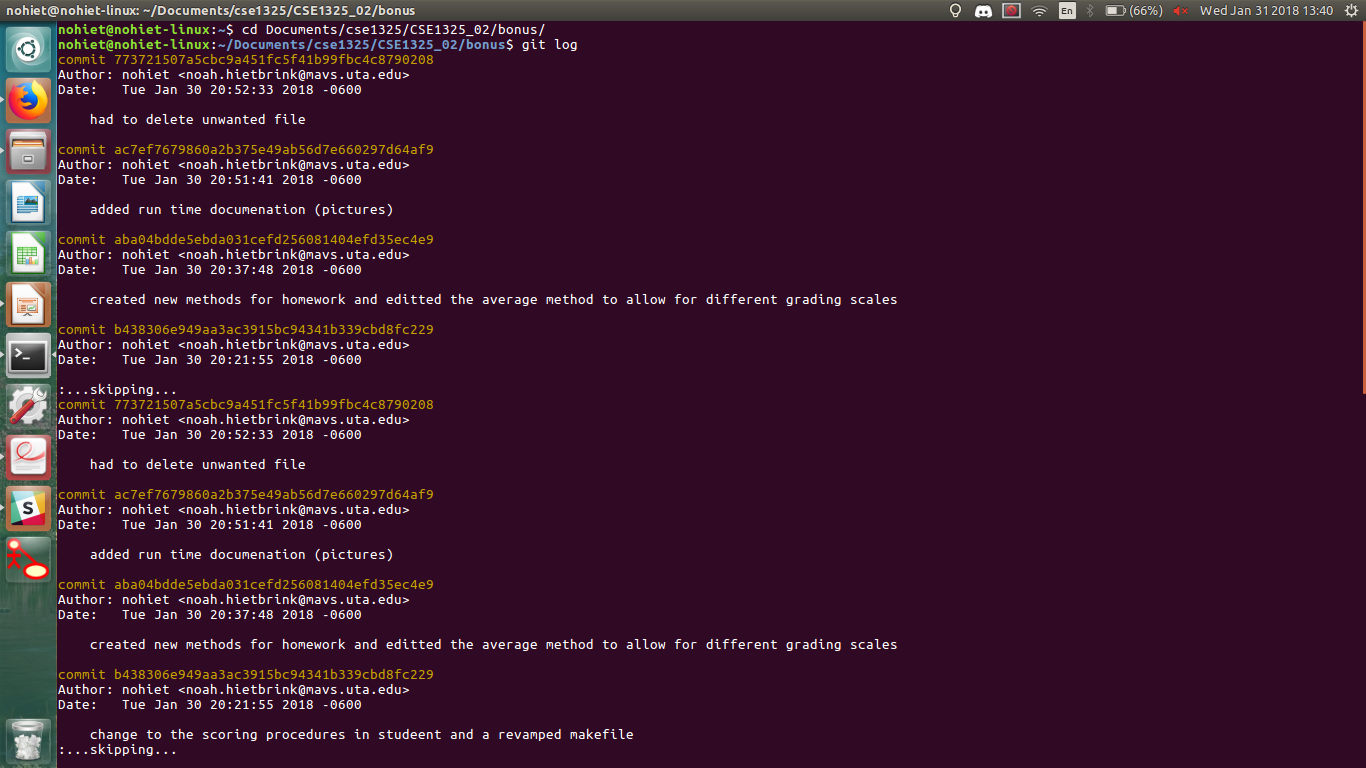 nohiet@nohiet-linux: ~/Documents/cse1325/CSE1325_02/bonus
En (66%) Wed Jan 31 2018 13:40
nohiet@nohiet-linux:~$ cd Documents/cse1325/CSE1325_02/bonus/
nohiet@nohiet-linux:~/Documents/cse1325/CSE1325_02/bonus$ git log
commit 773721507a5cbc9a451fc5f41b99fbc4c8790208
Author: nohiet <noah.hietbrink@mavs.uta.edu>
Date:   Tue Jan 30 20:52:33 2018 -0600
had to delete unwanted file
commit ac7ef7679860a2b375e49ab56d7e660297d64af9
Author: nohiet <noah.hietbrink@mavs.uta.edu>
Date:   Tue Jan 30 20:51:41 2018 -0600
added run time documenation (pictures)
commit aba04bdde5ebda031cefd256081404efd35ec4e9
Author: nohiet <noah.hietbrink@mavs.uta.edu>
Date:   Tue Jan 30 20:37:48 2018 -0600
created new methods for homework and editted the average method to allow for different grading scales
commit b438306e949aa3ac3915bc94341b339cbd8fc229
Author: nohiet <noah.hietbrink@mavs.uta.edu>
Date:   Tue Jan 30 20:21:55 2018 -0600
:...skipping...
commit 773721507a5cbc9a451fc5f41b99fbc4c8790208
Author: nohiet <noah.hietbrink@mavs.uta.edu>
Date:   Tue Jan 30 20:52:33 2018 -0600
had to delete unwanted file
commit ac7ef7679860a2b375e49ab56d7e660297d64af9
Author: nohiet <noah.hietbrink@mavs.uta.edu>
Date:   Tue Jan 30 20:51:41 2018 -0600
added run time documenation (pictures)
commit aba04bdde5ebda031cefd256081404efd35ec4e9
Author: nohiet <noah.hietbrink@mavs.uta.edu>
Date:   Tue Jan 30 20:37:48 2018 -0600
created new methods for homework and editted the average method to allow for different grading scales
commit b438306e949aa3ac3915bc94341b339cbd8fc229
Author: nohiet <noah.hietbrink@mavs.uta.edu>
Date:   Tue Jan 30 20:21:55 2018 -0600
change to the scoring procedures in studeent and a revamped makefile
:...skipping...
S